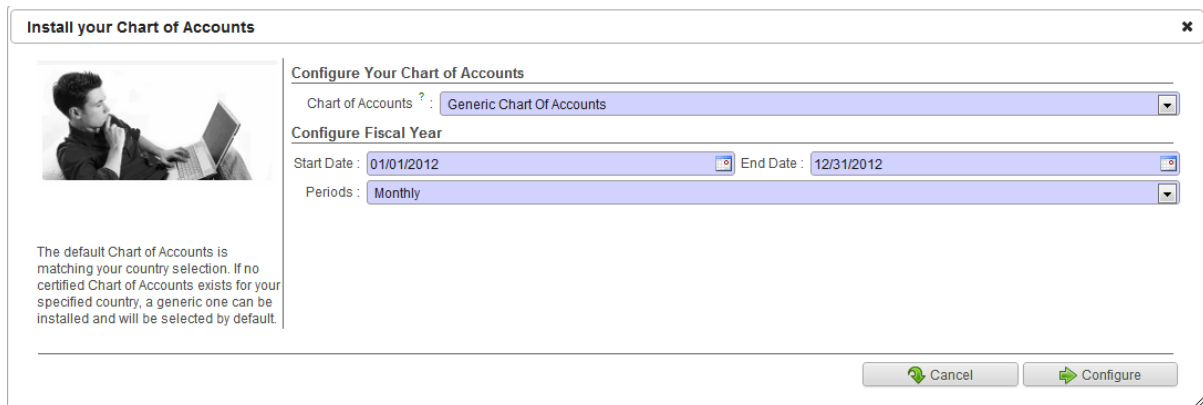 Install your Chart of Accounts
Configure Your Chart of Accounts
Chart of Accounts ? : Generic Chart Of Accounts
Configure Fiscal Year
Start Date : 01/01/2012 End Date : 12/31/2012
Periods : Monthly
The default Chart of Accounts is
matching your country selection. If no
certified Chart of Accounts exists for your
specified country, a generic one can be
installed and will be selected by default.
Cancel Configure